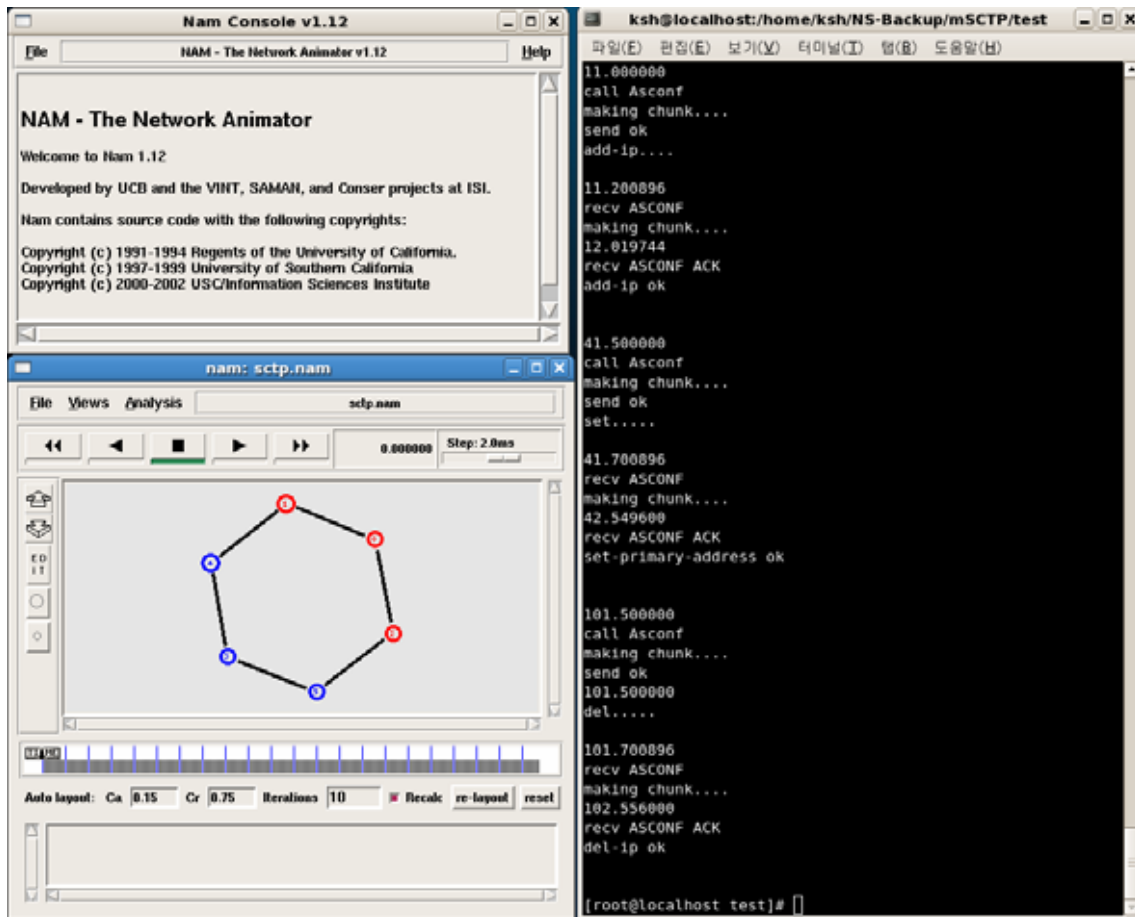 Nam Console v1.12
File NAM - The Network Animator v1.12 Help
NAM - The Network Animator
Welcome to Nam 1.12
Developed by UCB and the VINT, SAMAN, and Conser projects at ISI.
Nam contains source code with the following copyrights:
Copyright (c) 1991-1994 Regents of the University of California.
Copyright (c) 1997-1999 University of Southern California
Copyright (c) 2000-2002 USC/Information Sciences Institute
nam: sctp.nam
File Views Analysis sctp.nam
0.000000 Step: 2.0ms
ED
IT
TIME
Auto layout: Ca 0.15 Cr 0.75 Iterations 10 Recalc re-layout reset
ksh@localhost:/home/ksh/NS-Backup/mSCTP/test
파일(F) 편집(E) 보기(V) 터미널(T) 탭(B) 도움말(H)
11.000000
call Asconf
making chunk....
send ok
add-ip....
11.200896
recv ASCONF
making chunk....
12.019744
recv ASCONF ACK
add-ip ok
41.500000
call Asconf
making chunk....
send ok
set.....
41.700896
recv ASCONF
making chunk....
42.549600
recv ASCONF ACK
set-primary-address ok
101.500000
call Asconf
making chunk....
send ok
101.500000
del.....
101.700896
recv ASCONF
making chunk....
102.556000
recv ASCONF ACK
del-ip ok
[root@localhost test]#